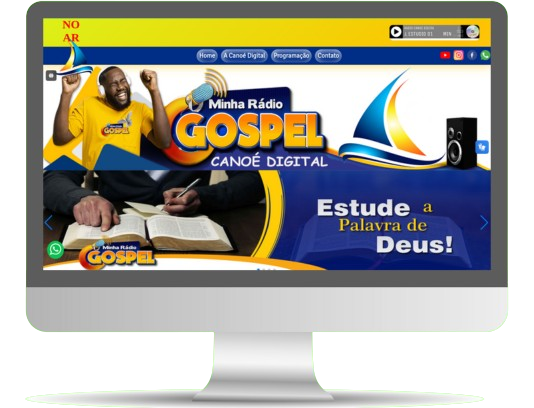 NO
AR
Home
A Canoé Digital
Programação
Contato
Minha Rádio
GOSPEL
CANOÉ DIGITAL
Estude a
Palavra de
Deus!
Minha Rádio
GOSPEL